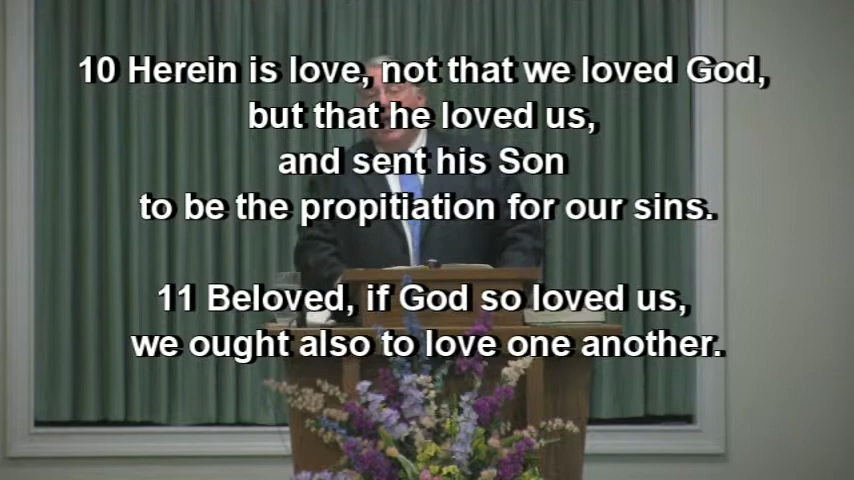 10 Herein is love, not that we loved God,
but that he loved us,
and sent his Son
to be the propitiation for our sins.
11 Beloved, if God so loved us,
we ought also to love one another.